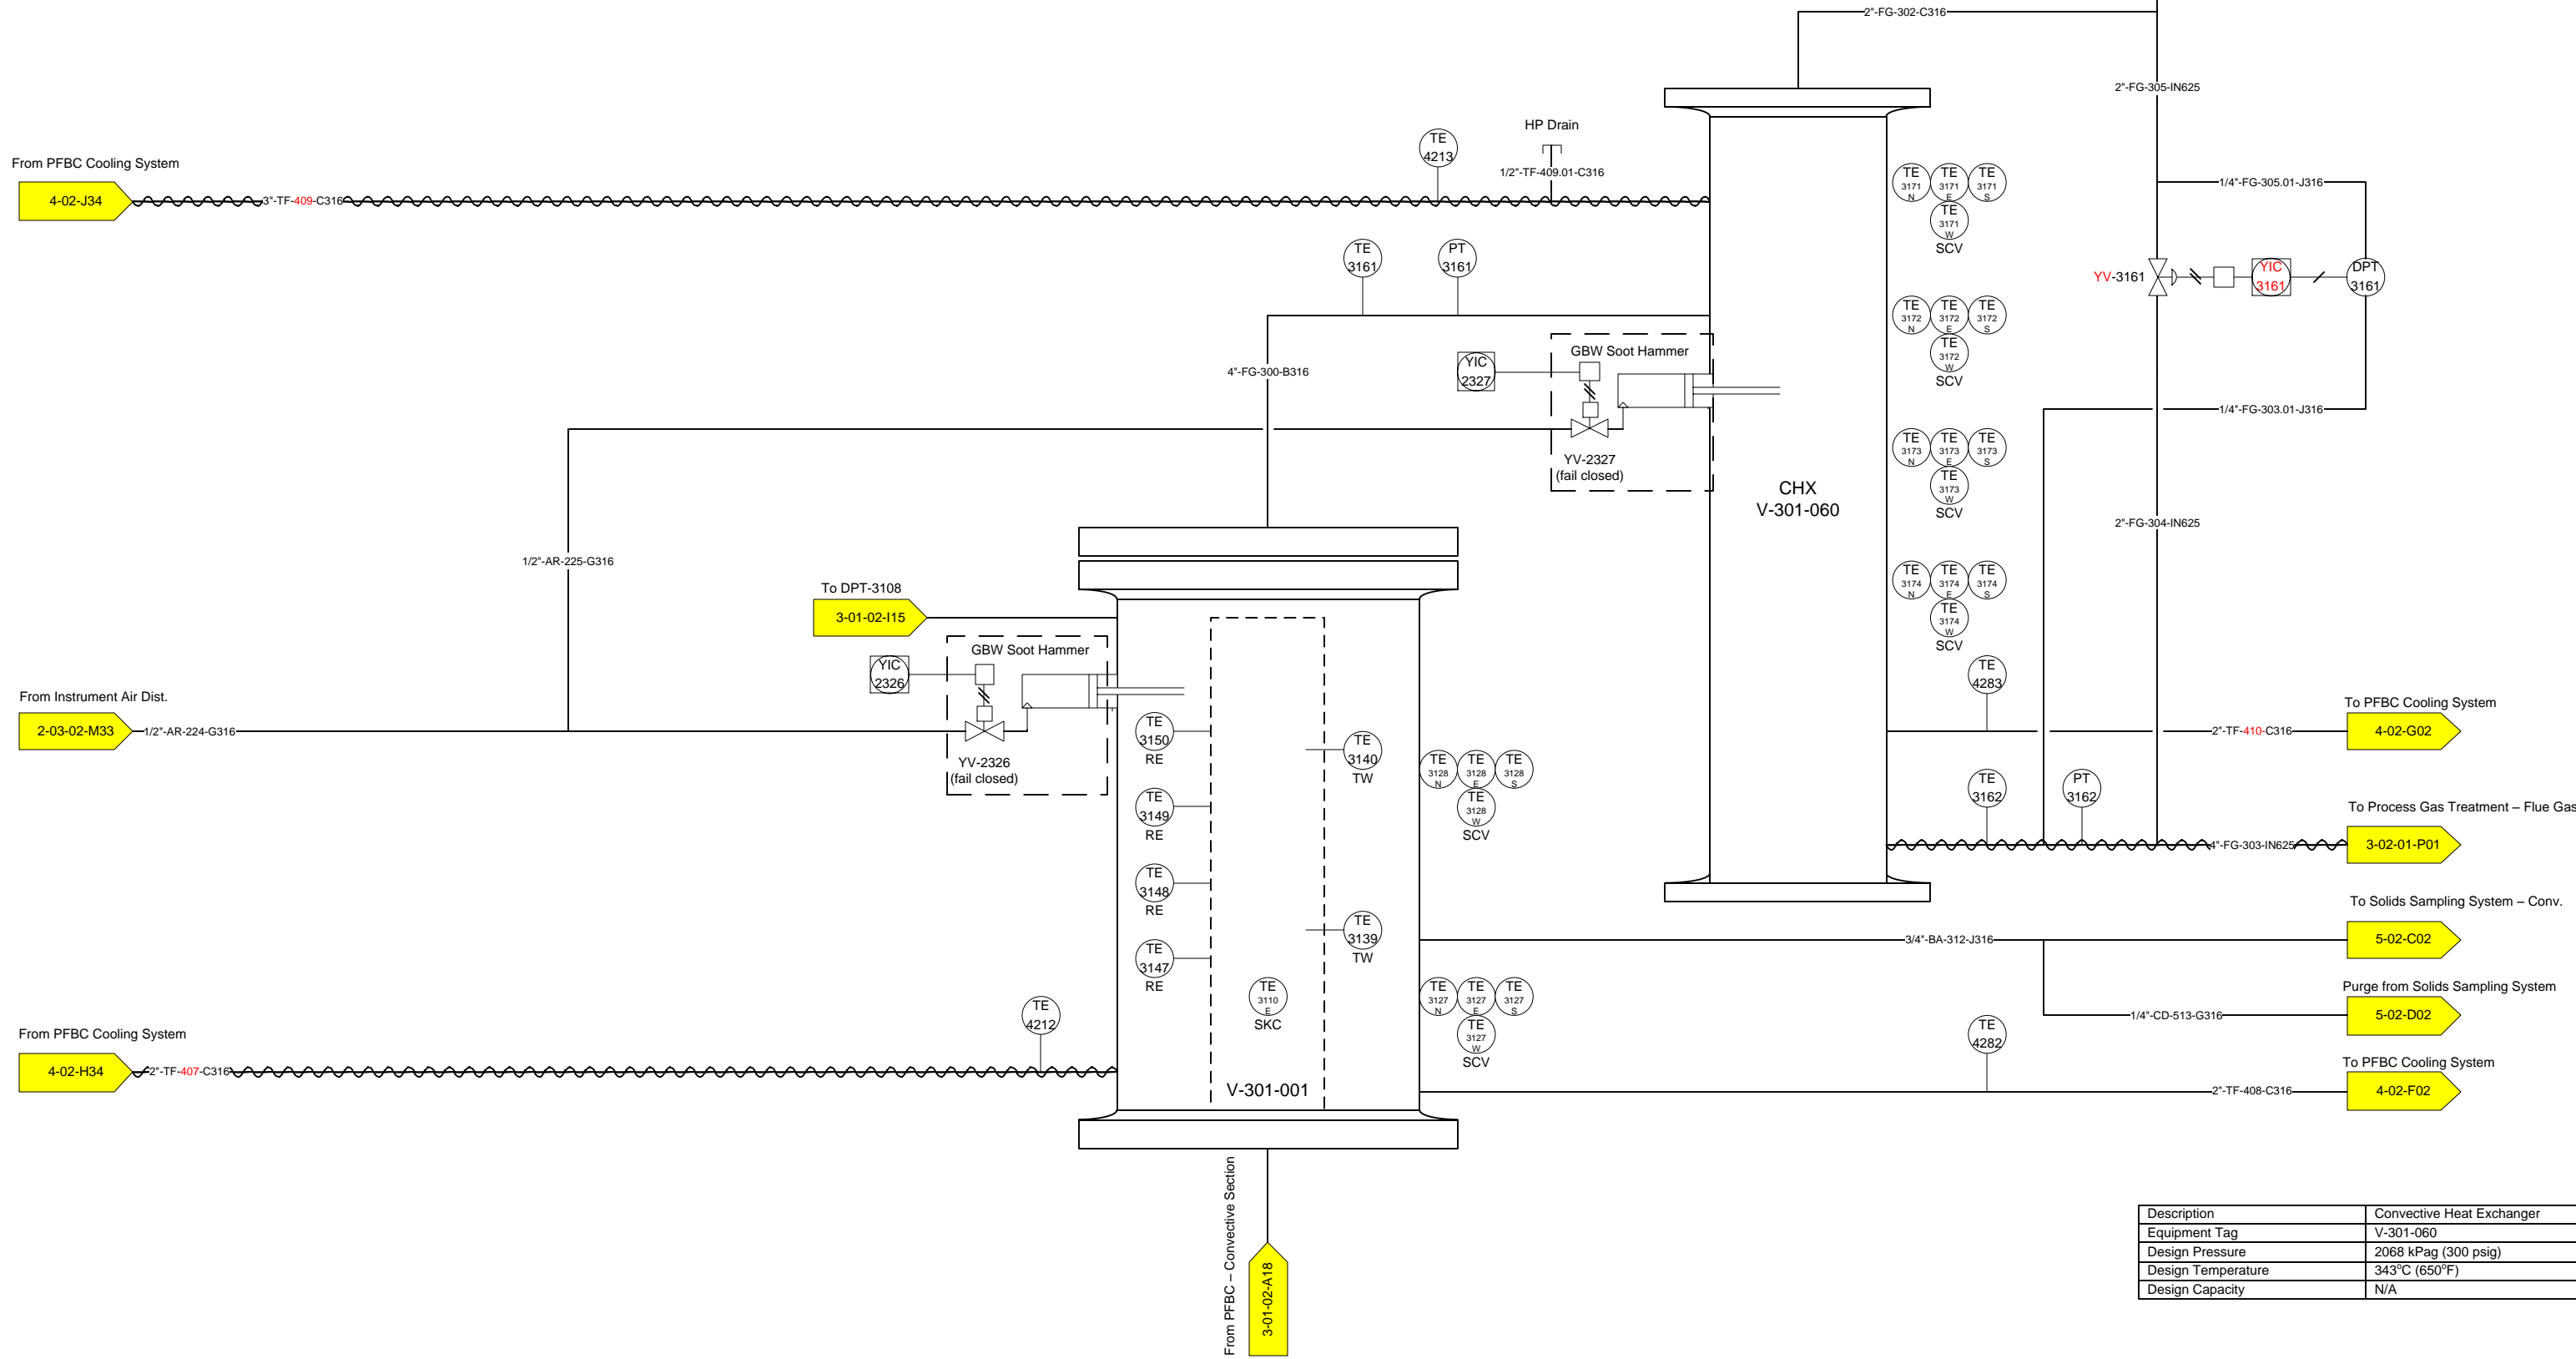 2"-FG-302-C316
2"-FG-305-IN625
HP Drain
TE
4213
1/2"-TF-409.01-C316
From PFBC Cooling System
4-02-J34
3"-TF-409-C316
TE
3171
N
TE
3171
E
TE
3171
S
TE
3171
W
SCV
1/4"-FG-305.01-J316
TE
3161
PT
3161
YV-3161
YIC
3161
DPT
3161
TE
3172
N
TE
3172
E
TE
3172
S
TE
3172
W
SCV
GBW Soot Hammer
YIC
2327
4"-FG-300-B316
YV-2327
(fail closed)
1/4"-FG-303.01-J316
TE
3173
N
TE
3173
E
TE
3173
S
TE
3173
W
SCV
CHX
V-301-060
2"-FG-304-IN625
1/2"-AR-225-G316
To DPT-3108
3-01-02-I15
TE
3174
N
TE
3174
E
TE
3174
S
TE
3174
W
SCV
GBW Soot Hammer
YIC
2326
YV-2326
(fail closed)
From Instrument Air Dist.
2-03-02-M33
1/2"-AR-224-G316
TE
4283
To PFBC Cooling System
2"-TF-410-C316
4-02-G02
TE
3150
RE
TE
3140
TW
TE
3128
N
TE
3128
E
TE
3128
S
TE
3128
W
SCV
TE
3149
RE
TE
3162
PT
3162
To Process Gas Treatment – Flue Gas
4"-FG-303-IN625
3-02-01-P01
TE
3148
RE
TE
3139
TW
To Solids Sampling System – Conv.
3/4"-BA-312-J316
5-02-C02
TE
3147
RE
TE
3110
E
SKC
TE
3127
N
TE
3127
E
TE
3127
S
TE
3127
W
SCV
Purge from Solids Sampling System
1/4"-CD-513-G316
5-02-D02
TE
4212
TE
4282
From PFBC Cooling System
4-02-H34
2"-TF-407-C316
To PFBC Cooling System
2"-TF-408-C316
4-02-F02
V-301-001
From PFBC – Convective Section
3-01-02-A18
Description Convective Heat Exchanger
Equipment Tag V-301-060
Design Pressure 2068 kPag (300 psig)
Design Temperature 343°C (650°F)
Design Capacity N/A